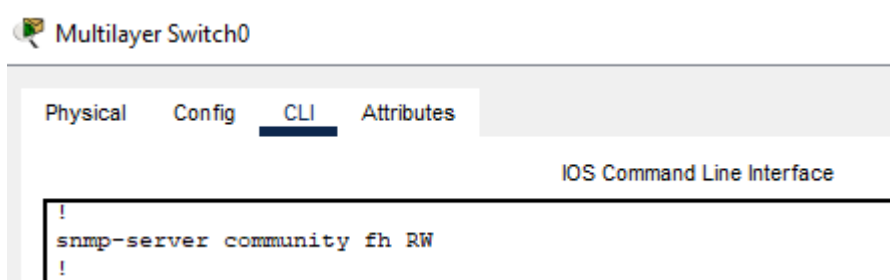 Multilayer Switch0
Physical Config CLI Attributes
IOS Command Line Interface
!
snmp-server community fh RW
!